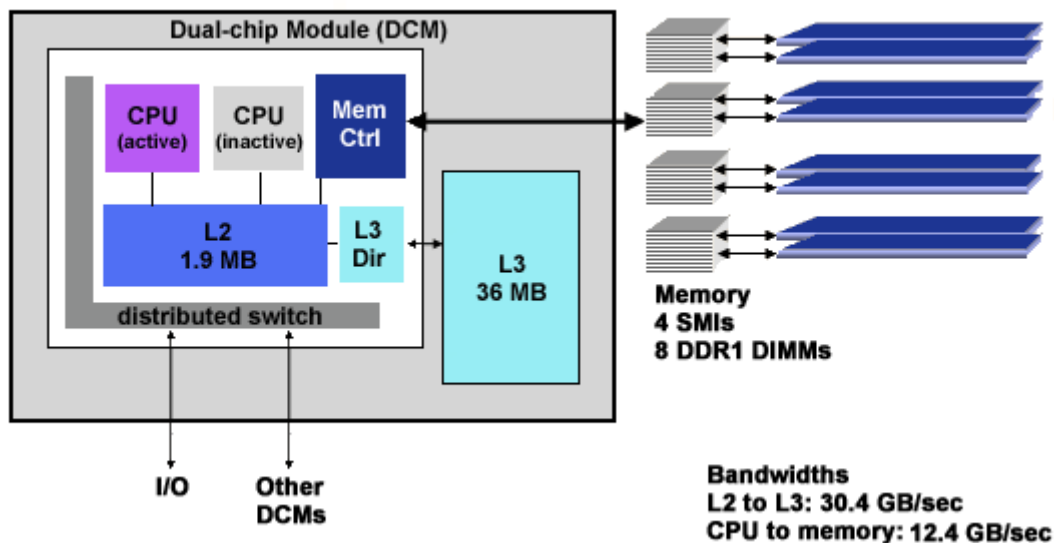 Dual-chip Module (DCM)
CPU
(active)
CPU
(inactive)
Mem
Ctrl
L2
1.9 MB
L3
Dir
L3
36 MB
distributed switch
I/O
Other
DCMs
Memory
4 SMIs
8 DDR1 DIMMs
Bandwidths
L2 to L3: 30.4 GB/sec
CPU to memory: 12.4 GB/sec